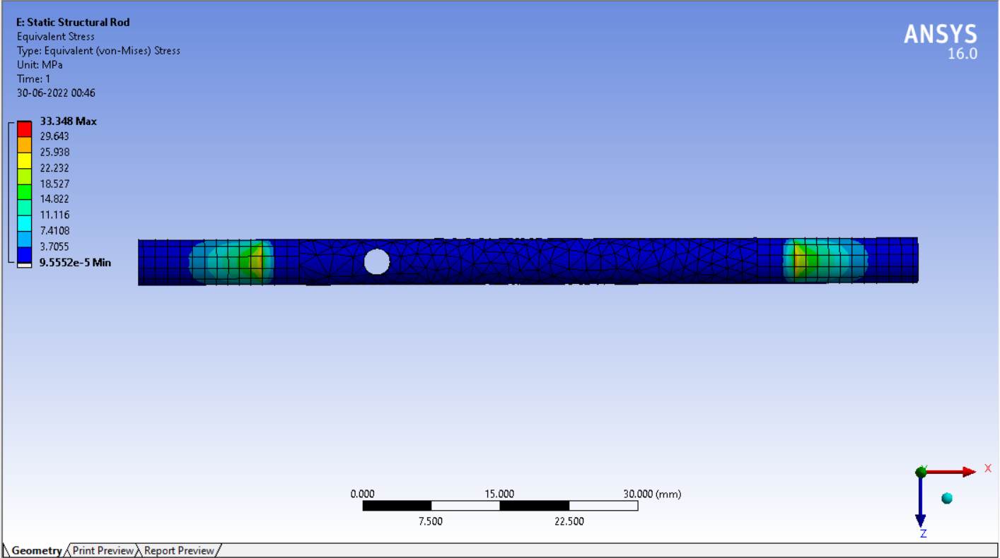 E: Static Structural Rod
Equivalent Stress
Type: Equivalent (von-Mises) Stress
Unit: MPa
Time: 1
30-06-2022 00:46
ANSYS
16.0
33.348 Max
29.643
25.938
22.232
18.527
14.822
11.116
7.4108
3.7055
9.5552e-5 Min
0.000 15.000 30.000 (mm)
7.500 22.500
Y
X
Z
Geometry Print Preview Report Preview